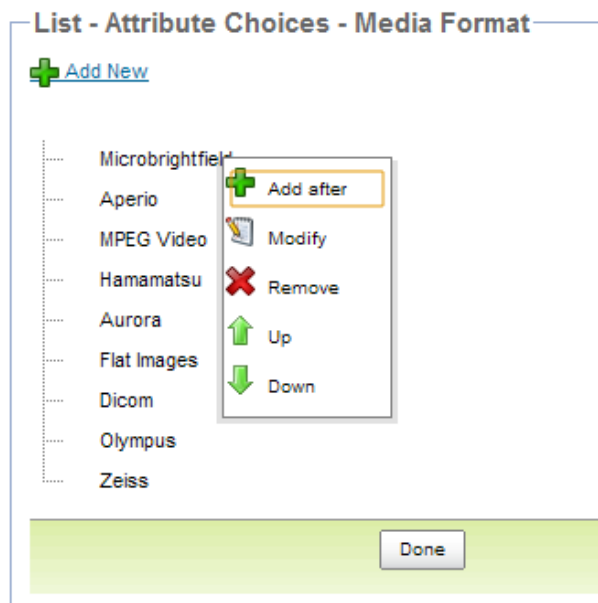 List - Attribute Choices - Media Format
Add New
Microbrightfield
Add after
Aperio
MPEG Video
Modify
Hamamatsu
Remove
Aurora
Up
Flat Images
Down
Dicom
Olympus
Zeiss
Done